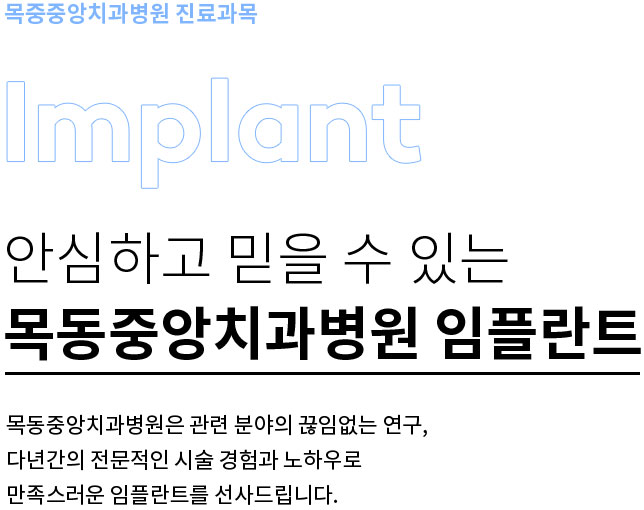 목중중앙치과병원 진료과목
Implant
안심하고 믿을 수 있는
목동중앙치과병원 임플란트
목동중앙치과병원은 관련 분야의 끊임없는 연구,
다년간의 전문적인 시술 경험과 노하우로
만족스러운 임플란트를 선사드립니다.